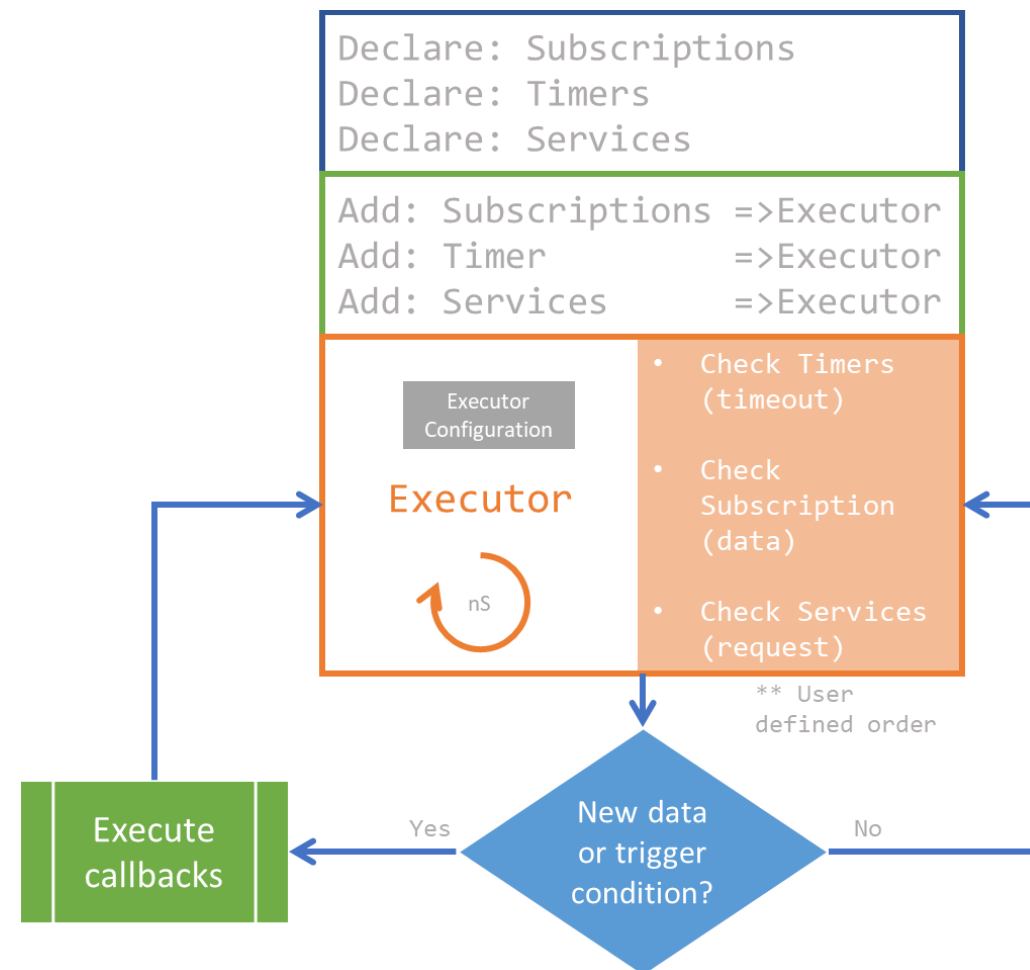 Declare: Subscriptions
Declare: Timers
Declare: Services
Add: Subscriptions =>Executor
Add: Timer =>Executor
Add: Services =>Executor
Executor
Configuration
Executor
nS
• Check Timers
(timeout)
• Check
Subscription
(data)
• Check Services
(request)
** User
defined order
New data
or trigger
condition?
Yes
No
Execute
callbacks